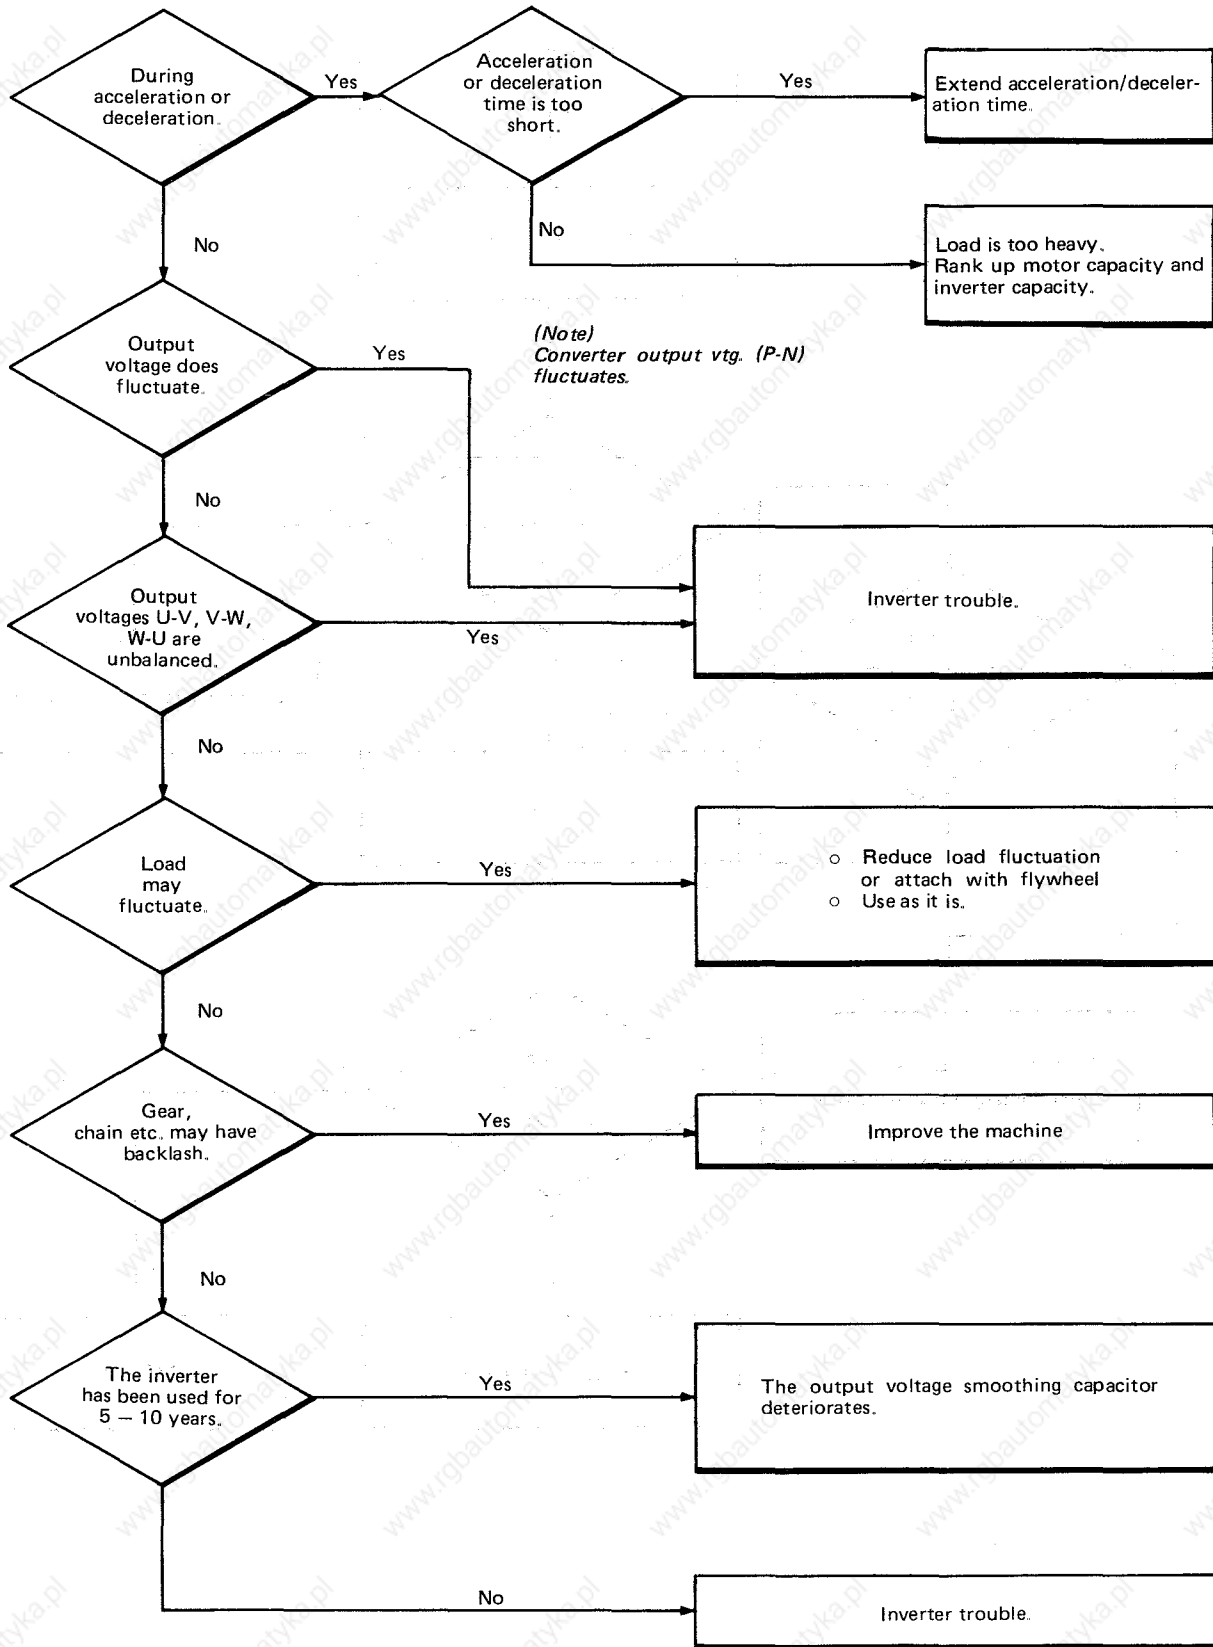 During
acceleration or
deceleration.
Yes
Acceleration
or deceleration
time is too
short.
Yes
Extend acceleration/deceler-
ation time.
No
No
Load is too heavy.
Rank up motor capacity and
inverter capacity.
Output
voltage does
fluctuate.
Yes
(Note)
Converter output vtg. (P-N)
fluctuates.
No
Output
voltages U-V, V-W,
W-U are
unbalanced.
Yes
Inverter trouble.
No
Load
may
fluctuate.
Yes
○ Reduce load fluctuation
or attach with flywheel
○ Use as it is.
No
Gear,
chain etc. may have
backlash.
Yes
Improve the machine
No
The inverter
has been used for
5 – 10 years.
Yes
The output voltage smoothing capacitor
deteriorates.
No
Inverter trouble.
www.rgbautomatyka.pl